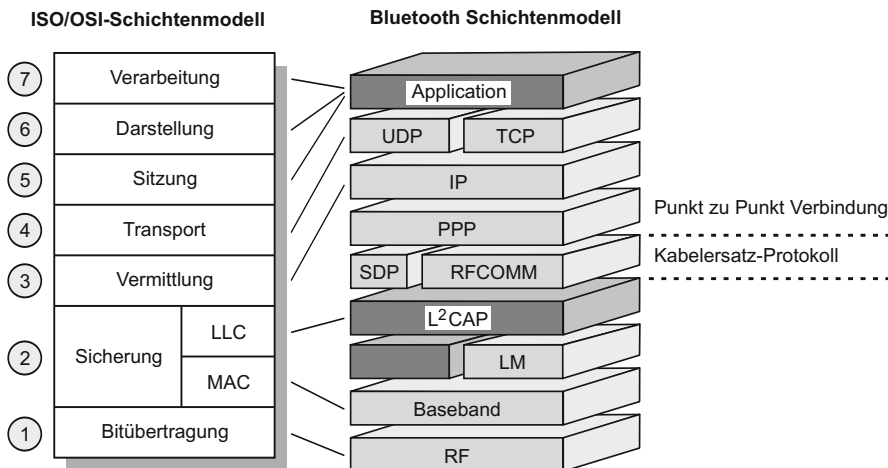 ISO/OSI-Schichtenmodell
7 Verarbeitung
6 Darstellung
5 Sitzung
4 Transport
3 Vermittlung
2 Sicherung
LLC
MAC
1 Bitübertragung
Bluetooth Schichtenmodell
Application
UDP TCP
IP
PPP
SDP RFCOMM
L²CAP
LM
Baseband
RF
Punkt zu Punkt Verbindung
Kabelersatz-Protokoll